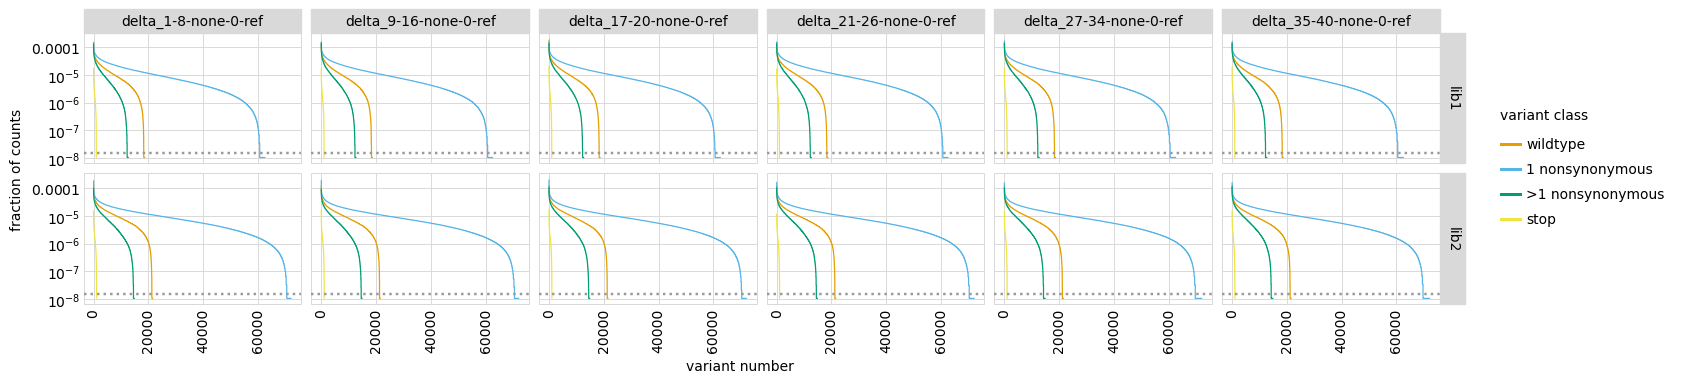 delta_1-8-none-0-ref
delta_9-16-none-0-ref
delta_17-20-none-0-ref
delta_21-26-none-0-ref
delta_27-34-none-0-ref
delta_35-40-none-0-ref
fraction of counts
0.0001
10⁻⁵
10⁻⁶
10⁻⁷
10⁻⁸
lib1
0.0001
10⁻⁵
10⁻⁶
10⁻⁷
10⁻⁸
lib2
0
20000
40000
60000
0
20000
40000
60000
0
20000
40000
60000
0
20000
40000
60000
0
20000
40000
60000
0
20000
40000
60000
variant number
variant class
wildtype
1 nonsynonymous
>1 nonsynonymous
stop